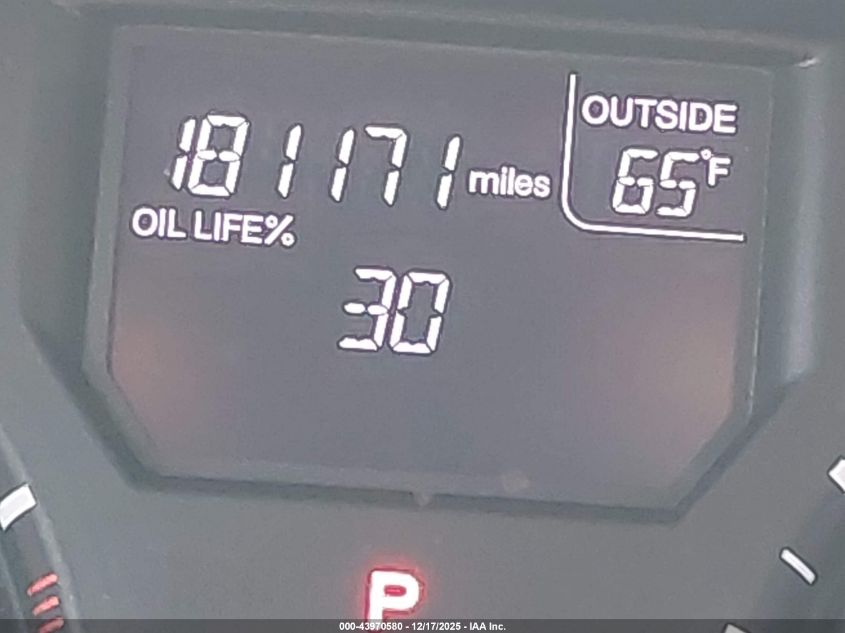 181171 miles
OUTSIDE
65°F
OIL LIFE%
30
P
000-43970580 - 12/17/2025 - IAA Inc.